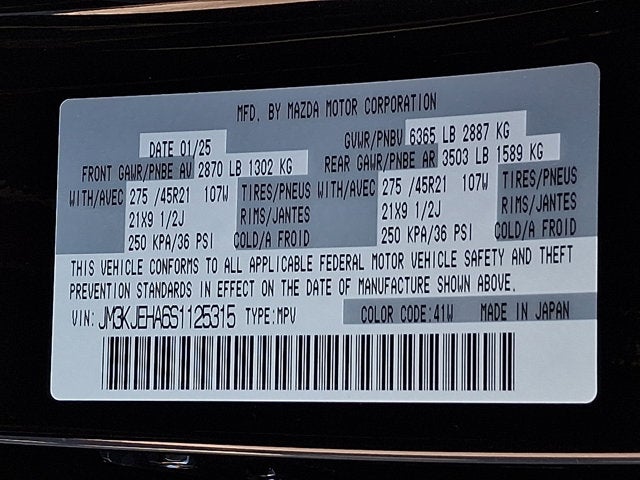 MFD. BY MAZDA MOTOR CORPORATION
DATE 01/25 GVWR/PNBV 6365 LB 2887 KG
FRONT GAWR/PNBE AV 2870 LB 1302 KG REAR GAWR/PNBE AR 3503 LB 1589 KG
WITH/AVEC 275 /45R21 107W TIRES/PNEUS WITH/AVEC 275 /45R21 107W TIRES/PNEUS
21X9 1/2J RIMS/JANTES 21X9 1/2J RIMS/JANTES
250 KPA/36 PSI COLD/A FROID 250 KPA/36 PSI COLD/A FROID
THIS VEHICLE CONFORMS TO ALL APPLICABLE FEDERAL MOTOR VEHICLE SAFETY AND THEFT
PREVENTION STANDARDS IN EFFECT ON THE DATE OF MANUFACTURE SHOWN ABOVE.
VIN: JM3KJEHA6S1125315 TYPE:MPV COLOR CODE:41W MADE IN JAPAN